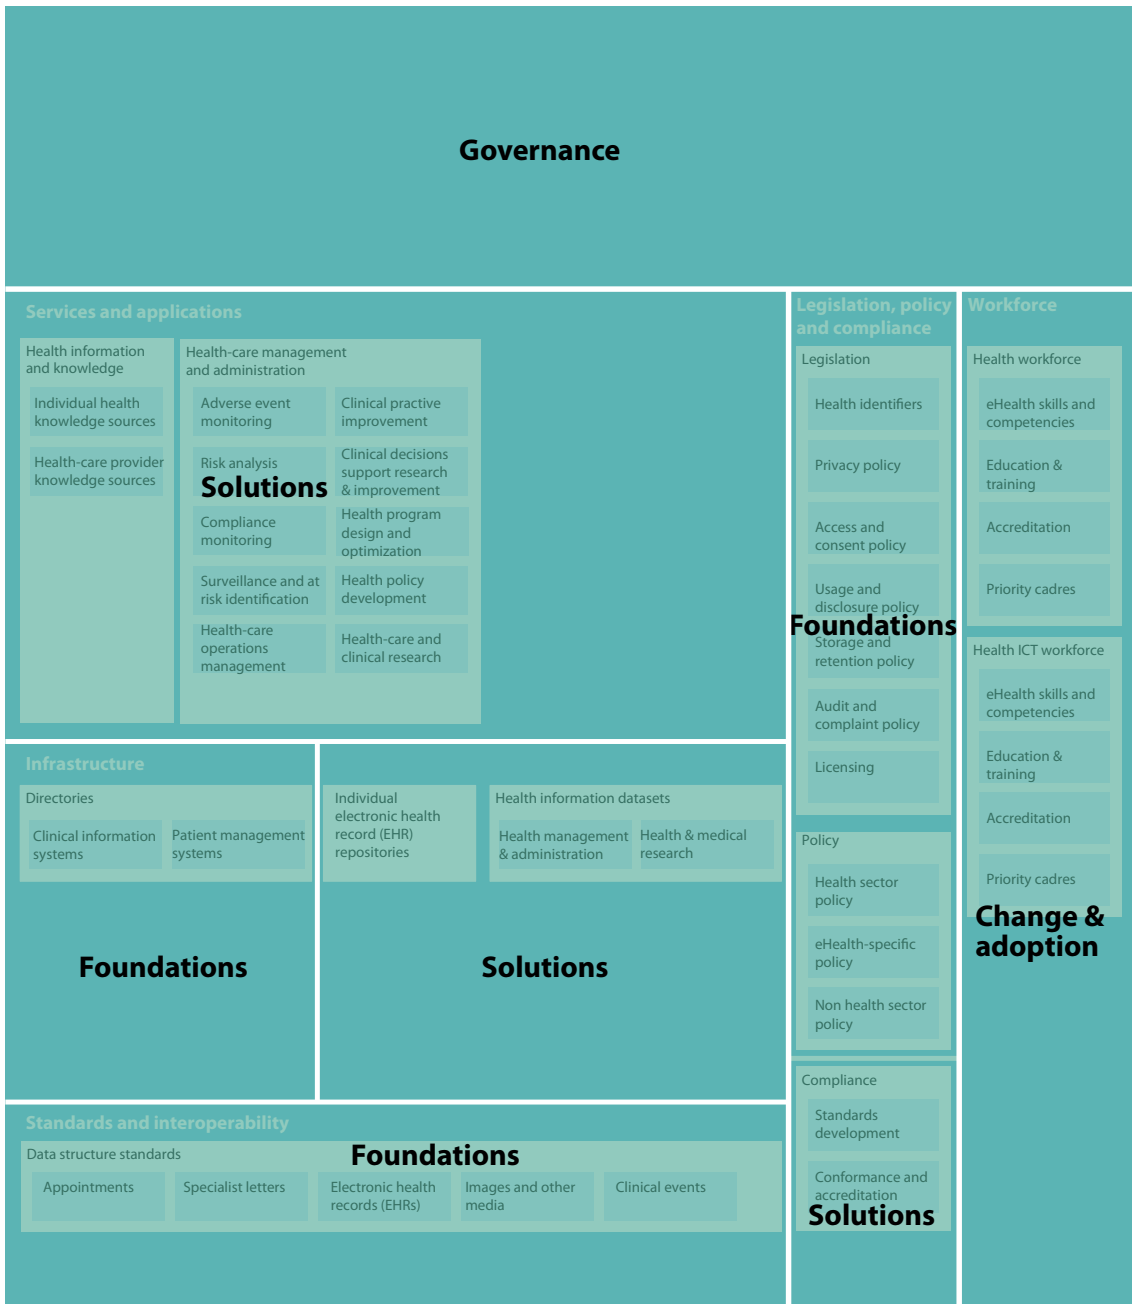 Governance
Services and applications
Health information
and knowledge
Individual health
knowledge sources
Health-care provider
knowledge sources
Health-care management
and administration
Adverse event
monitoring
Clinical practive
improvement
Risk analysis
Clinical decisions
support research
& improvement
Solutions
Compliance
monitoring
Health program
design and
optimization
Surveillance and at
risk identification
Health policy
development
Health-care
operations
management
Health-care and
clinical research
Infrastructure
Directories
Clinical information
systems
Patient management
systems
Foundations
Individual
electronic health
record (EHR)
repositories
Health information datasets
Health management
& administration
Health & medical
research
Solutions
Standards and interoperability
Data structure standards
Foundations
Appointments
Specialist letters
Electronic health
records (EHRs)
Images and other
media
Clinical events
Legislation, policy
and compliance
Legislation
Health identifiers
Privacy policy
Access and
consent policy
Usage and
disclosure policy
Foundations
Storage and
retention policy
Audit and
complaint policy
Licensing
Policy
Health sector
policy
eHealth-specific
policy
Non health sector
policy
Compliance
Standards
development
Conformance and
accreditation
Solutions
Workforce
Health workforce
eHealth skills and
competencies
Education &
training
Accreditation
Priority cadres
Health ICT workforce
eHealth skills and
competencies
Education &
training
Accreditation
Priority cadres
Change &
adoption